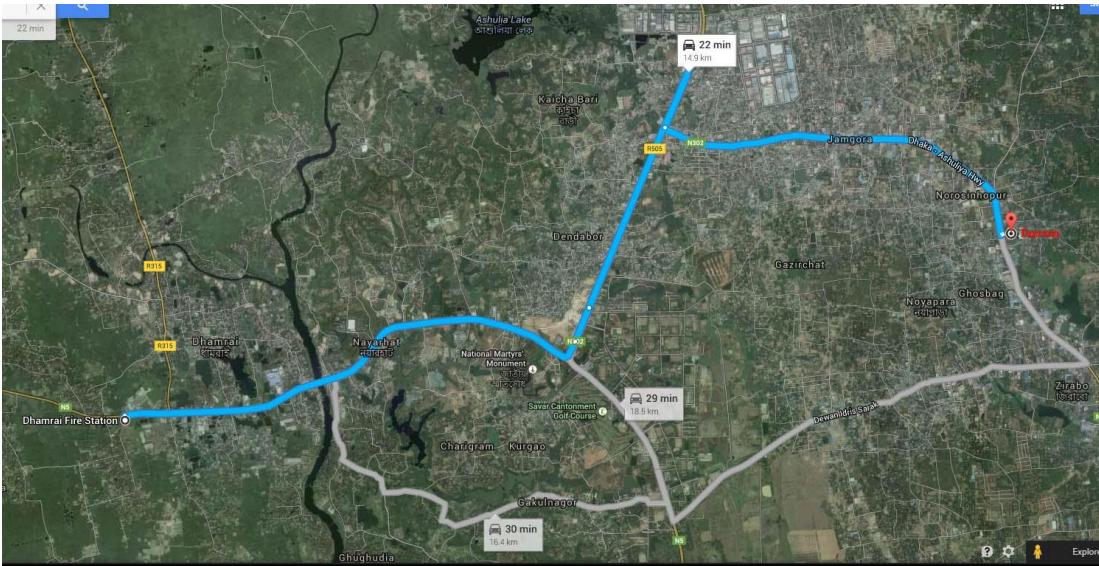 22 min
Ashulia Lake
আশুলিয়া লেক
22 min
14.9 km
Kaicha Bari
কাইচা
বাড়ী
R505
N302
Jamgora
Dhaka - Ashuliya Hwy
Norosinhopur
Dendabor
R315
Gazirchat
Ghosbag
Noyapara
নয়াপাড়া
R315
Dhamrai
ধামরাই
Nayarhat
নয়ারহাট
National Martyrs'
Monument
জাতীয়
স্মৃতিসৌধ
Zirabo
জিরাবো
29 min
18.5 km
N5
Dhamrai Fire Station
Savar Cantonment
Golf Course
Dewanidris Sarak
Charigram
Kurgao
Gakulnagor
30 min
16.4 km
N5
Ghughudia
Explore